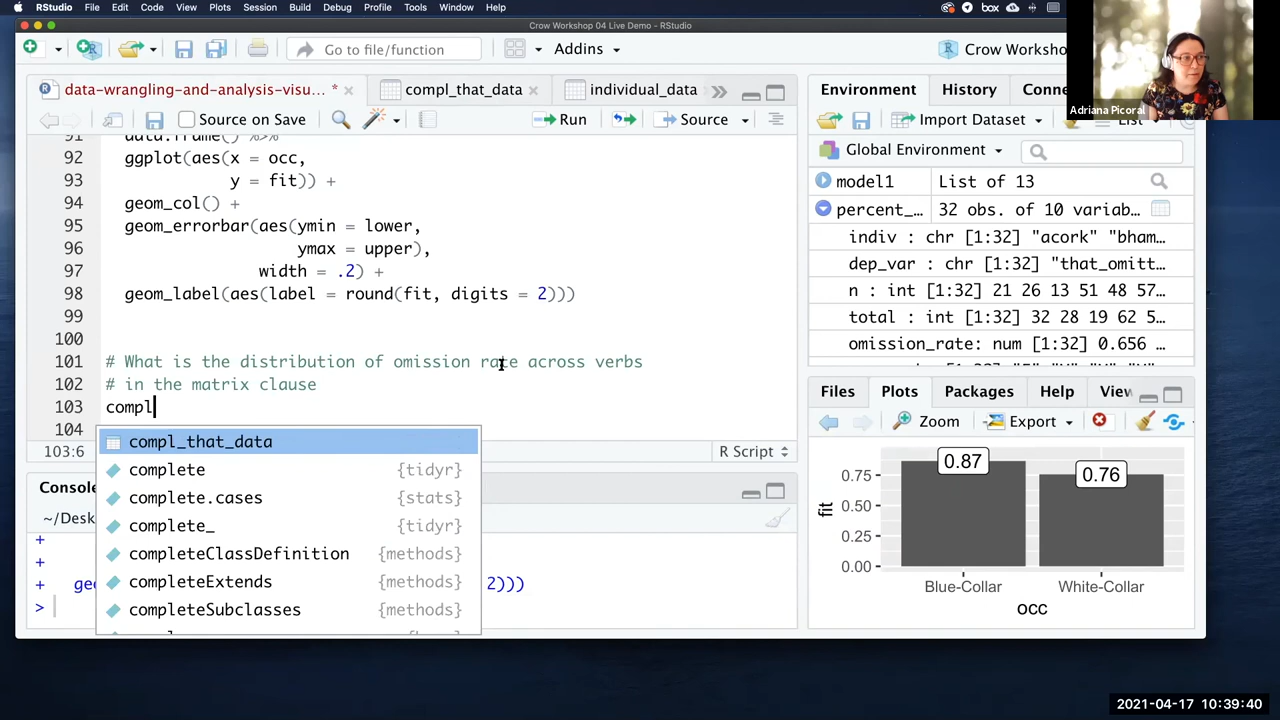 RStudio File Edit Code View Plots Session Build Debug Profile Tools Window Help box
Crow Workshop 04 Live Demo - RStudio
Go to file/function Addins Crow Worksho
data-wrangling-and-analysis-visu... * compl_that_data individual_data
Source on Save Run Source
91 data.frame() %>%
92 ggplot(aes(x = occ,
93 y = fit)) +
94 geom_col() +
95 geom_errorbar(aes(ymin = lower,
96 ymax = upper),
97 width = .2) +
98 geom_label(aes(label = round(fit, digits = 2)))
99
100
101 # What is the distribution of omission rate across verbs
102 # in the matrix clause
103 compl
104
compl_that_data
complete {tidyr}
complete.cases {stats}
complete_ {tidyr}
completeClassDefinition {methods}
completeExtends {methods}
completeSubclasses {methods}
103:6 R Script
Console
~/Desk
+
+
+ geo 2)))
>
Environment History Conne
Import Dataset List
Global Environment
model1 List of 13
percent_… 32 obs. of 10 variab…
indiv : chr [1:32] "acork" "bham…
dep_var : chr [1:32] "that_omitt…
n : int [1:32] 21 26 13 51 48 57…
total : int [1:32] 32 28 19 62 5…
omission_rate: num [1:32] 0.656 …
Files Plots Packages Help View
Zoom Export
0.87 0.76
0.75
0.50
0.25
0.00
fit
Blue-Collar White-Collar
occ
Adriana Picoral
2021-04-17 10:39:40